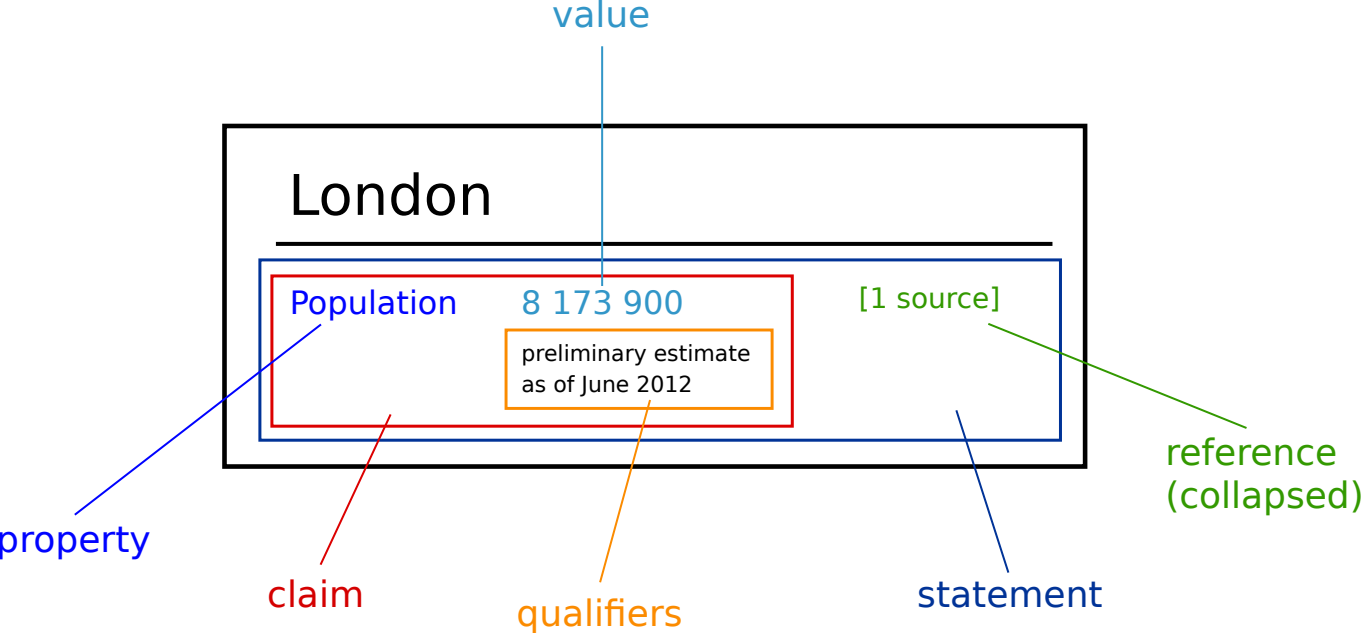 value
London
Population
8 173 900
[1 source]
preliminary estimate
as of June 2012
reference
(collapsed)
property
claim
qualifiers
statement